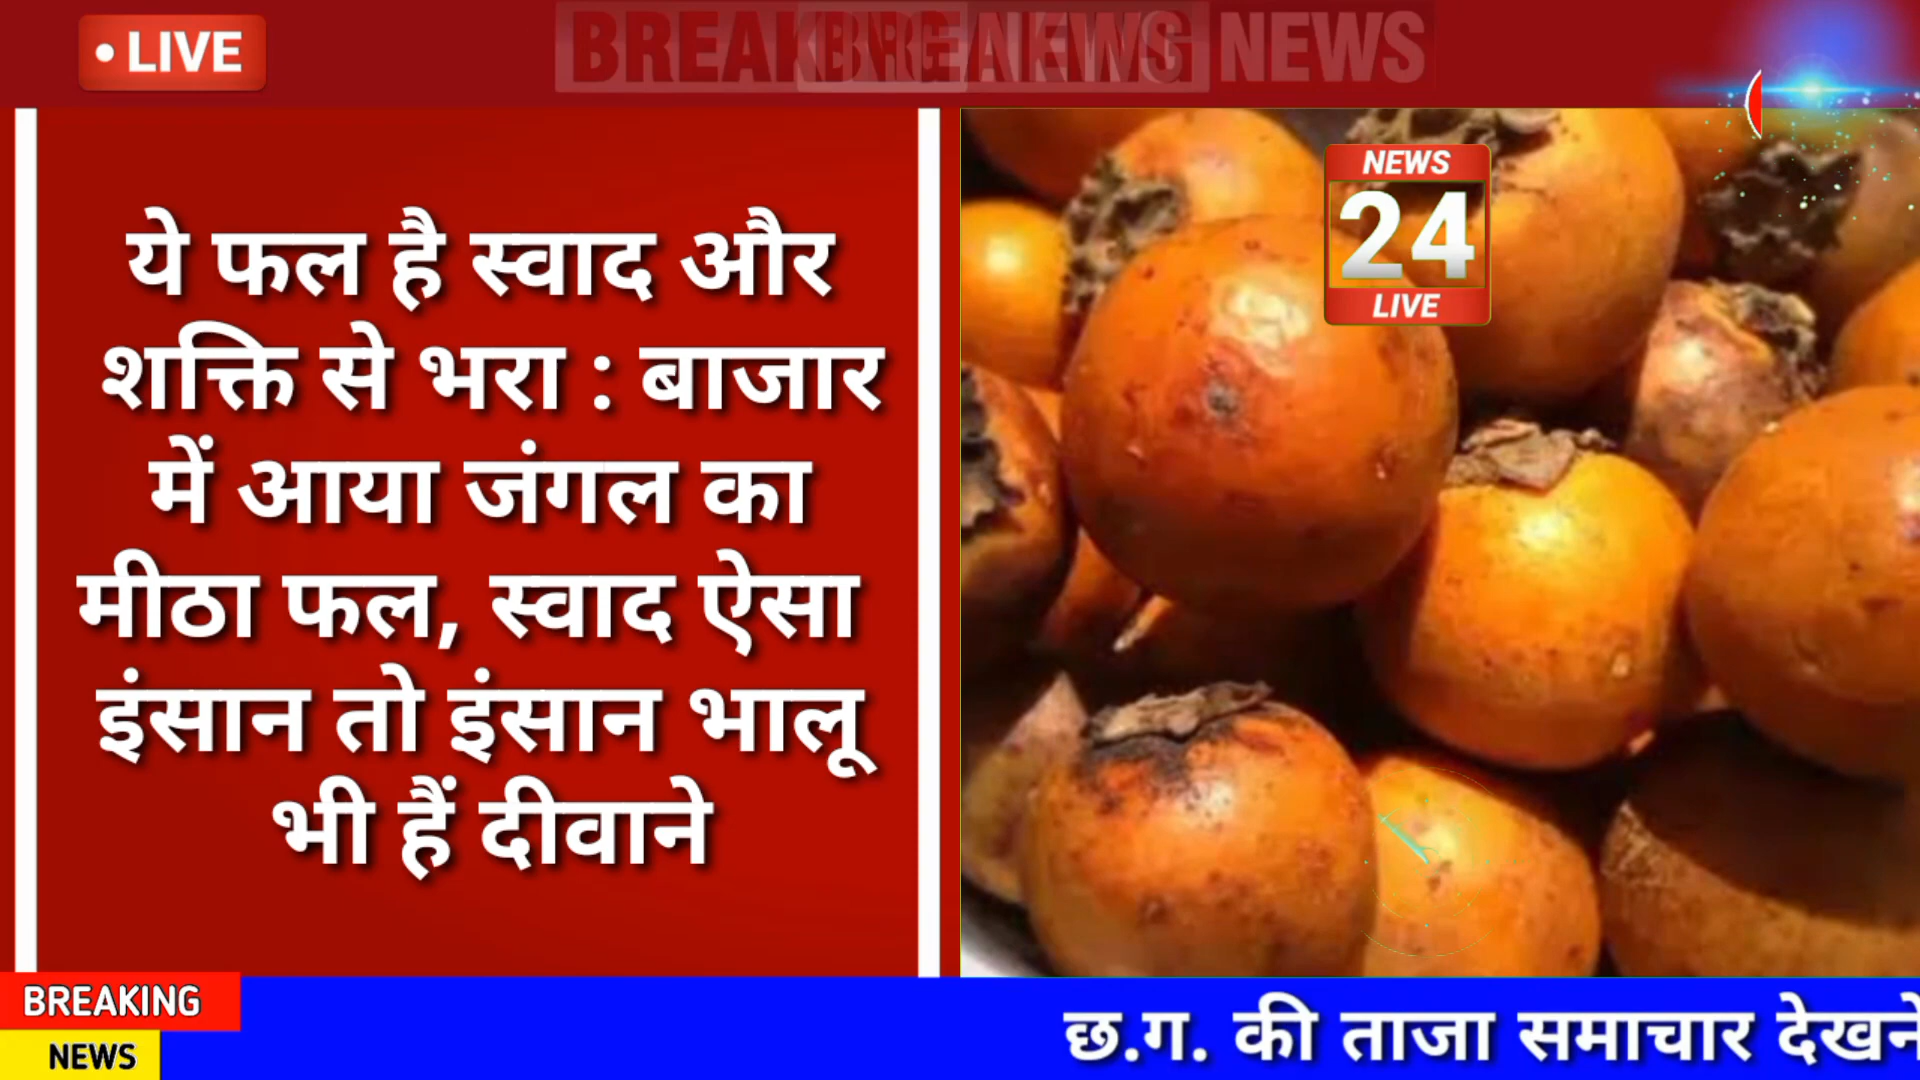 • LIVE
BREAKING NEWS
ये फल है स्वाद और
शक्ति से भरा : बाजार
में आया जंगल का
मीठा फल, स्वाद ऐसा
इंसान तो इंसान भालू
भी हैं दीवाने
NEWS
24
LIVE
BREAKING
NEWS
छ.ग. की ताजा समाचार देखने